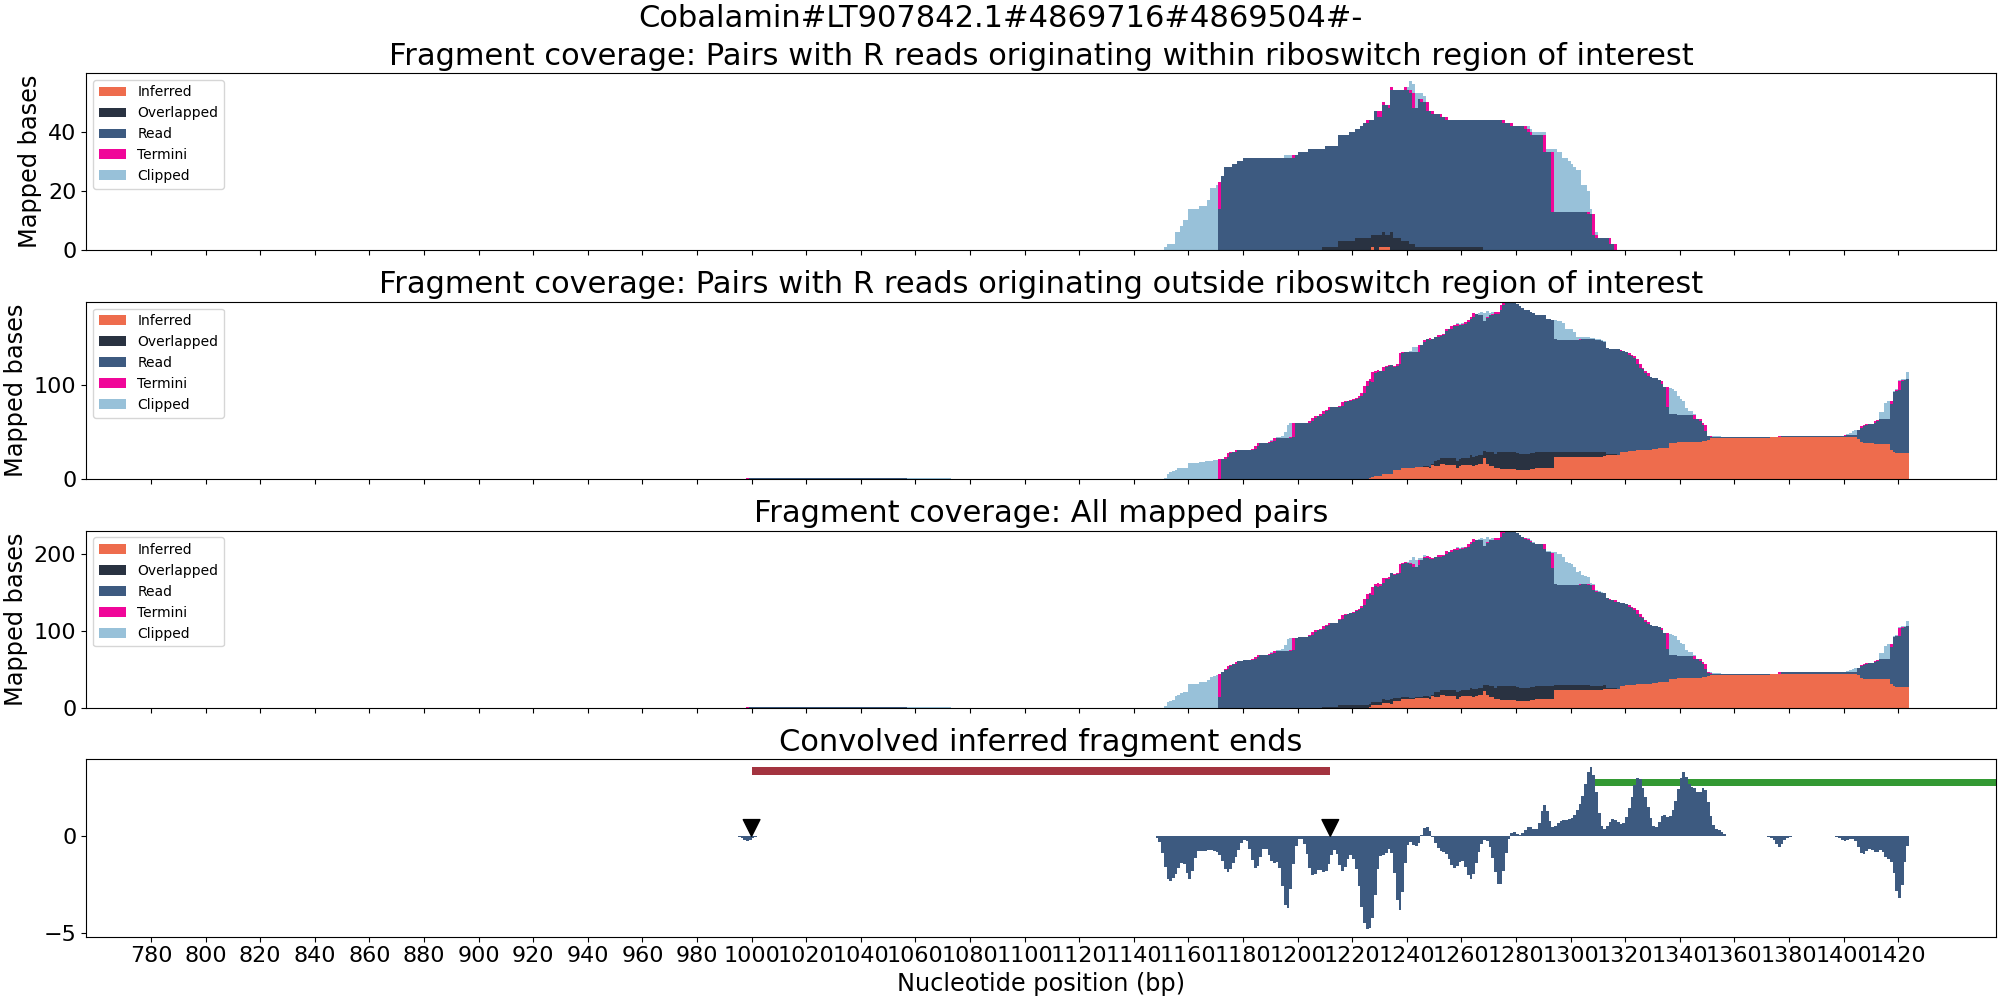 Cobalamin#LT907842.1#4869716#4869504#-
Fragment coverage: Pairs with R reads originating within riboswitch region of interest
Mapped bases
40
20
0
Inferred
Overlapped
Read
Termini
Clipped
Fragment coverage: Pairs with R reads originating outside riboswitch region of interest
Mapped bases
100
0
Inferred
Overlapped
Read
Termini
Clipped
Fragment coverage: All mapped pairs
Mapped bases
200
100
0
Inferred
Overlapped
Read
Termini
Clipped
Convolved inferred fragment ends
0
−5
780 800 820 840 860 880 900 920 940 960 980 1000 1020 1040 1060 1080 1100 1120 1140 1160 1180 1200 1220 1240 1260 1280 1300 1320 1340 1360 1380 1400 1420
Nucleotide position (bp)